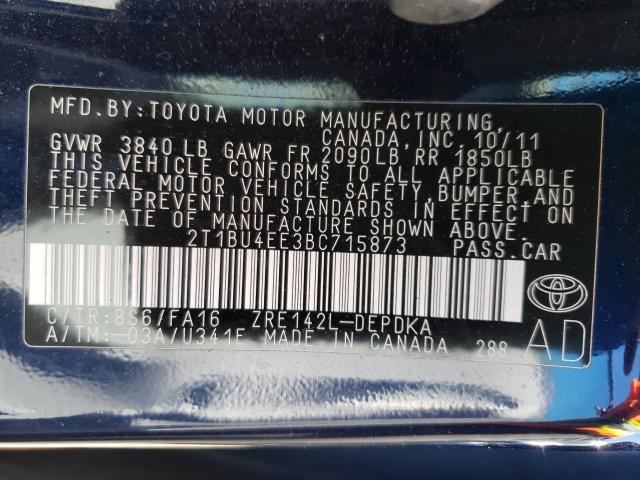 MFD. BY: TOYOTA MOTOR MANUFACTURING,
CANADA, INC. 10/11
GVWR 3840 LB GAWR FR 2090LB RR 1850LB
THIS VEHICLE CONFORMS TO ALL APPLICABLE
FEDERAL MOTOR VEHICLE SAFETY, BUMPER, AND
THEFT PREVENTION STANDARDS IN EFFECT ON
THE DATE OF MANUFACTURE SHOWN ABOVE.
2T1BU4EE3BC715873 PASS.CAR
C/TR:8S6/FA16 ZRE142L-DEPDKA
A/TM:-03A/U341E MADE IN CANADA 288
AD